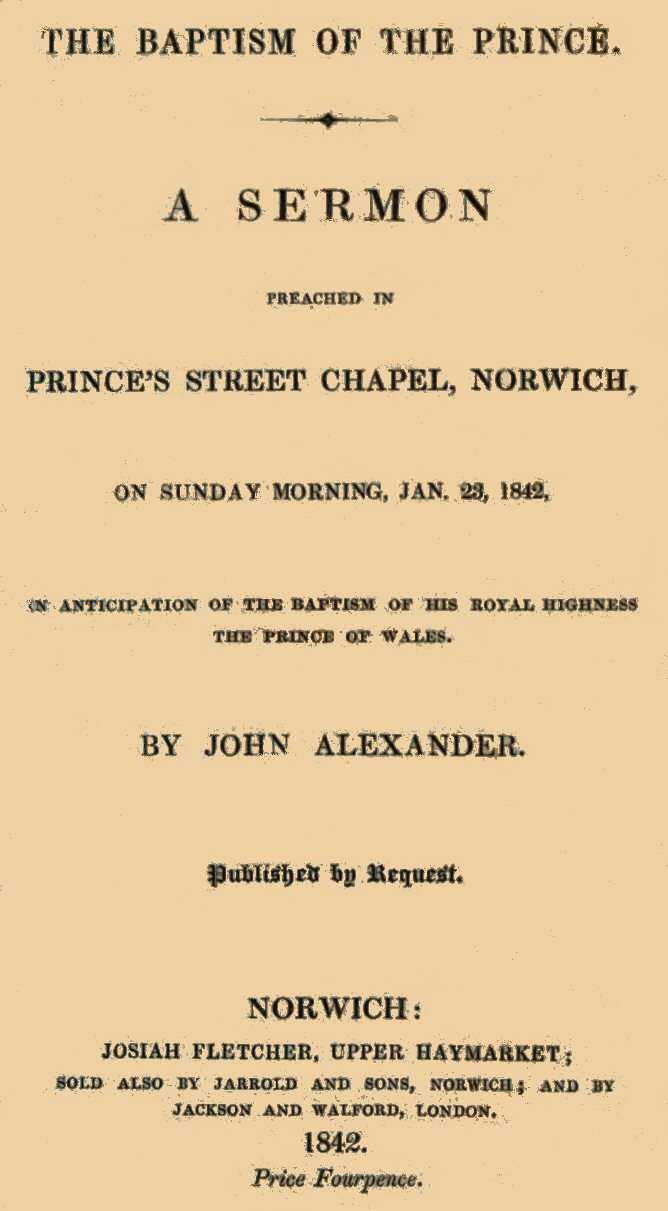 THE BAPTISM OF THE PRINCE.
A SERMON
PREACHED IN
PRINCE'S STREET CHAPEL, NORWICH,
ON SUNDAY MORNING, JAN. 23, 1842,
IN ANTICIPATION OF THE BAPTISM OF HIS ROYAL HIGHNESS
THE PRINCE OF WALES.
BY JOHN ALEXANDER.
Published by Request.
NORWICH:
JOSIAH FLETCHER, UPPER HAYMARKET;
SOLD ALSO BY JARROLD AND SONS, NORWICH; AND BY
JACKSON AND WALFORD, LONDON.
1842.
Price Fourpence.